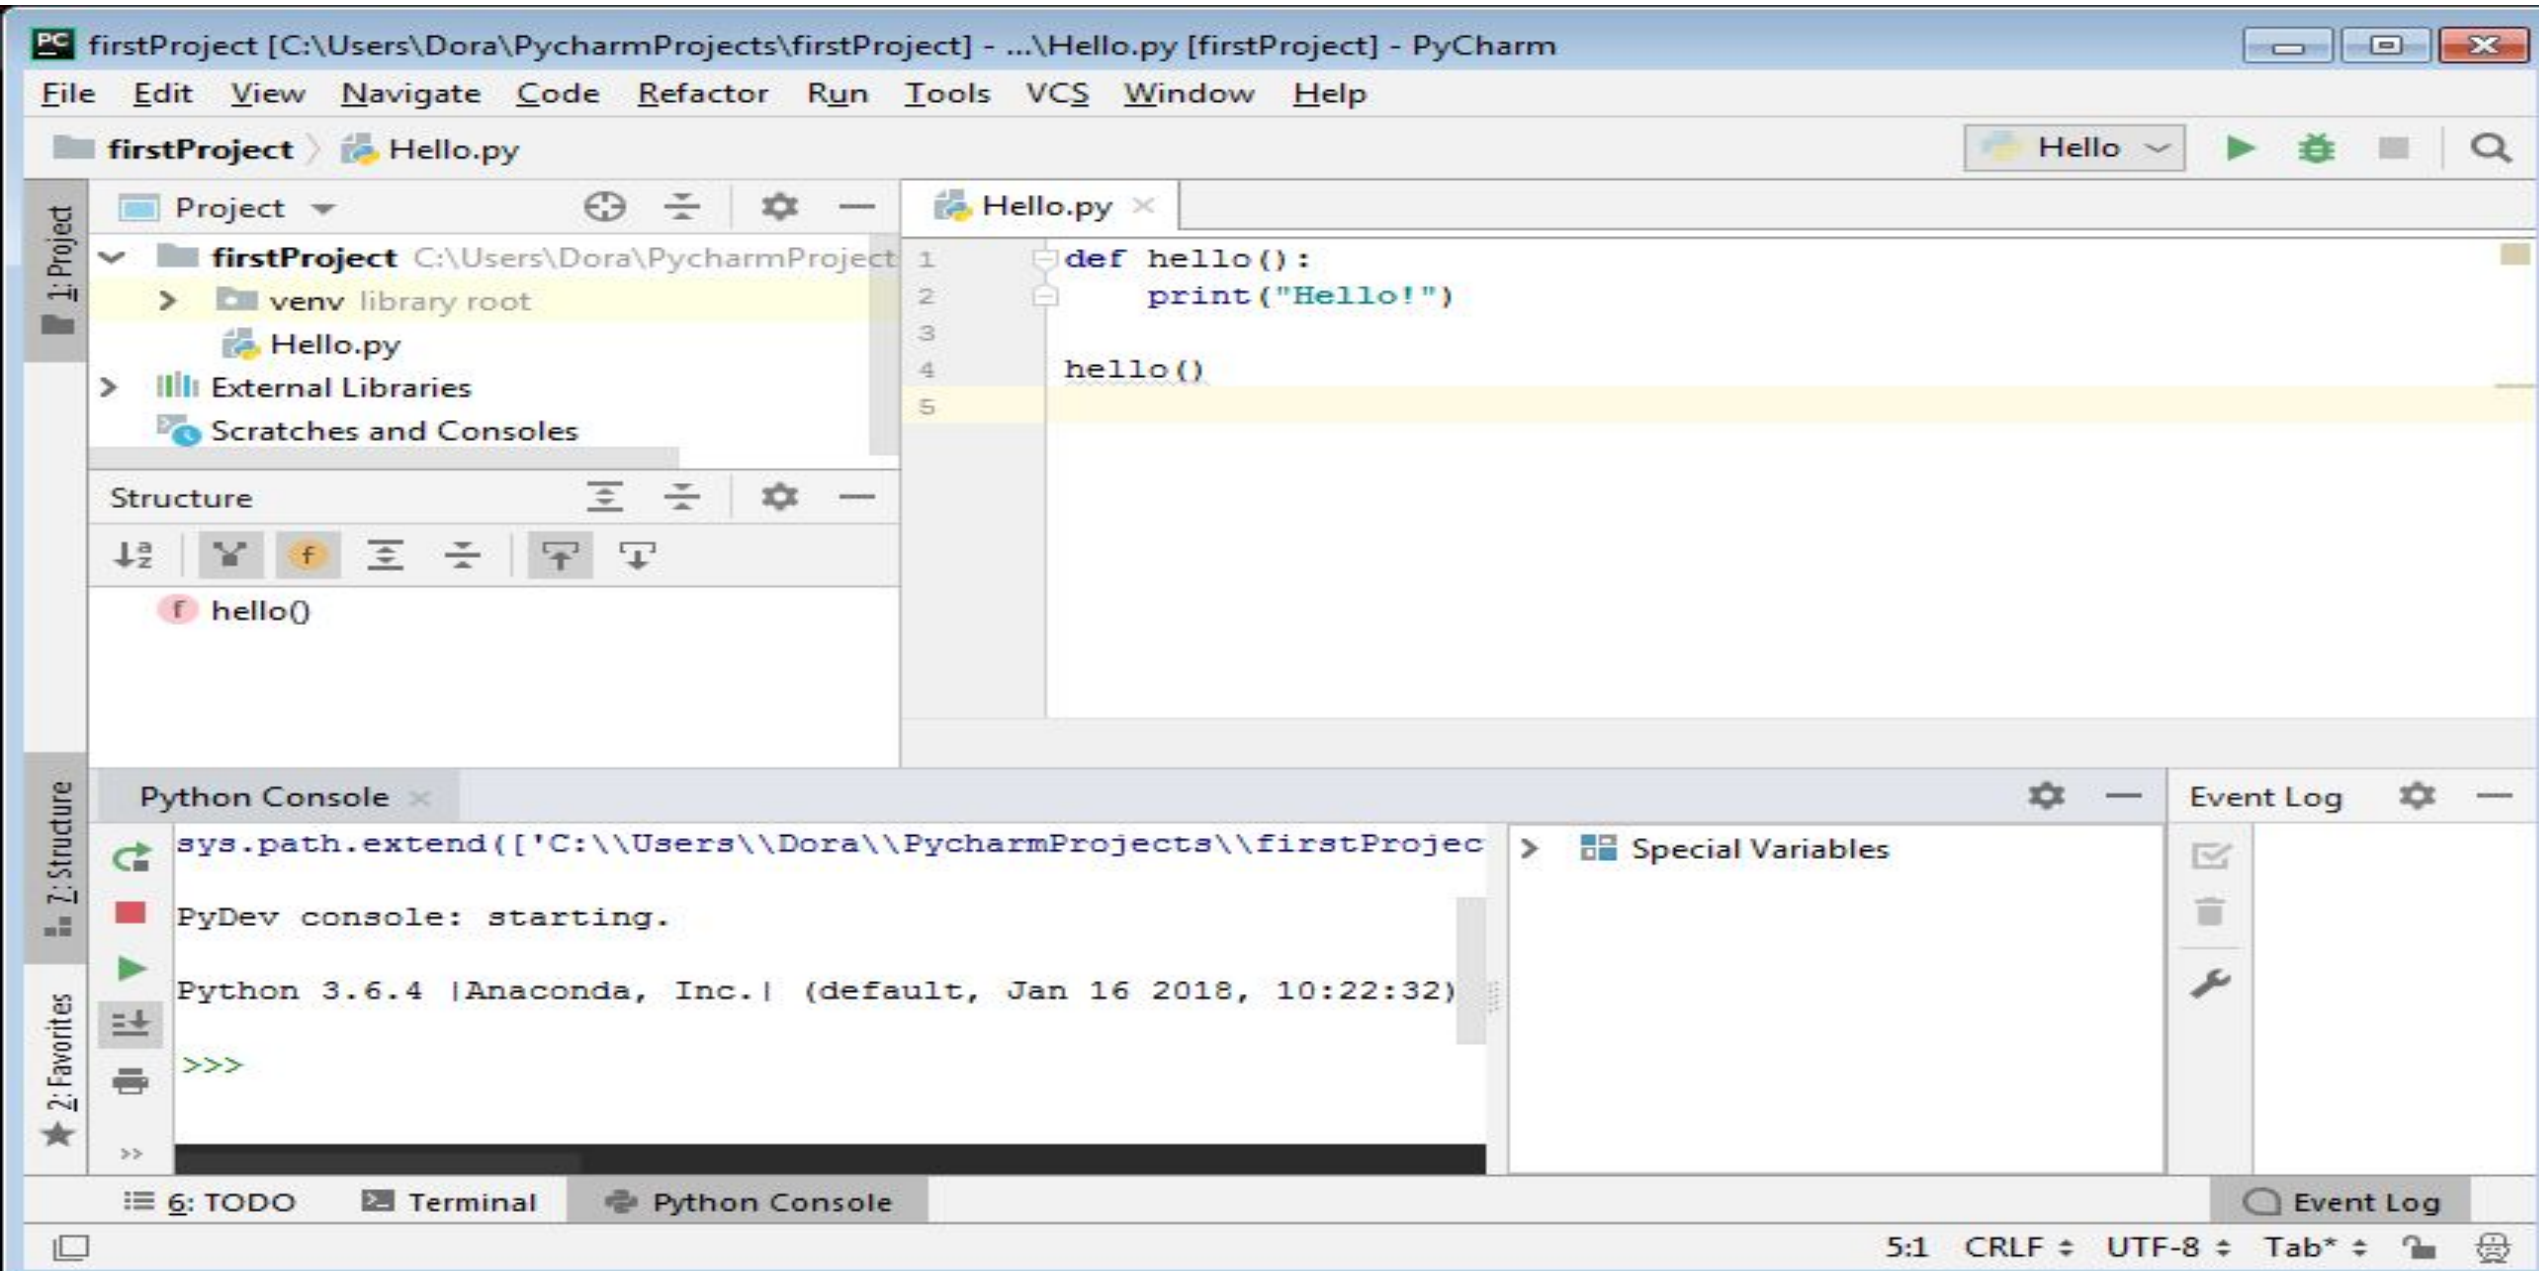 PC firstProject [C:\Users\Dora\PycharmProjects\firstProject] - ...\Hello.py [firstProject] - PyCharm
File Edit View Navigate Code Refactor Run Tools VCS Window Help
firstProject Hello.py Hello
1: Project
Project
firstProject C:\Users\Dora\PycharmProject
venv library root
Hello.py
External Libraries
Scratches and Consoles
Hello.py
1 def hello():
2 print("Hello!")
3
4 hello()
5
Structure
f
f hello()
7: Structure
2: Favorites
Python Console
sys.path.extend(['C:\\Users\\Dora\\PycharmProjects\\firstProjec
PyDev console: starting.
Python 3.6.4 |Anaconda, Inc.| (default, Jan 16 2018, 10:22:32)
>>>
Special Variables
Event Log
6: TODO Terminal Python Console Event Log
5:1 CRLF UTF-8 Tab*